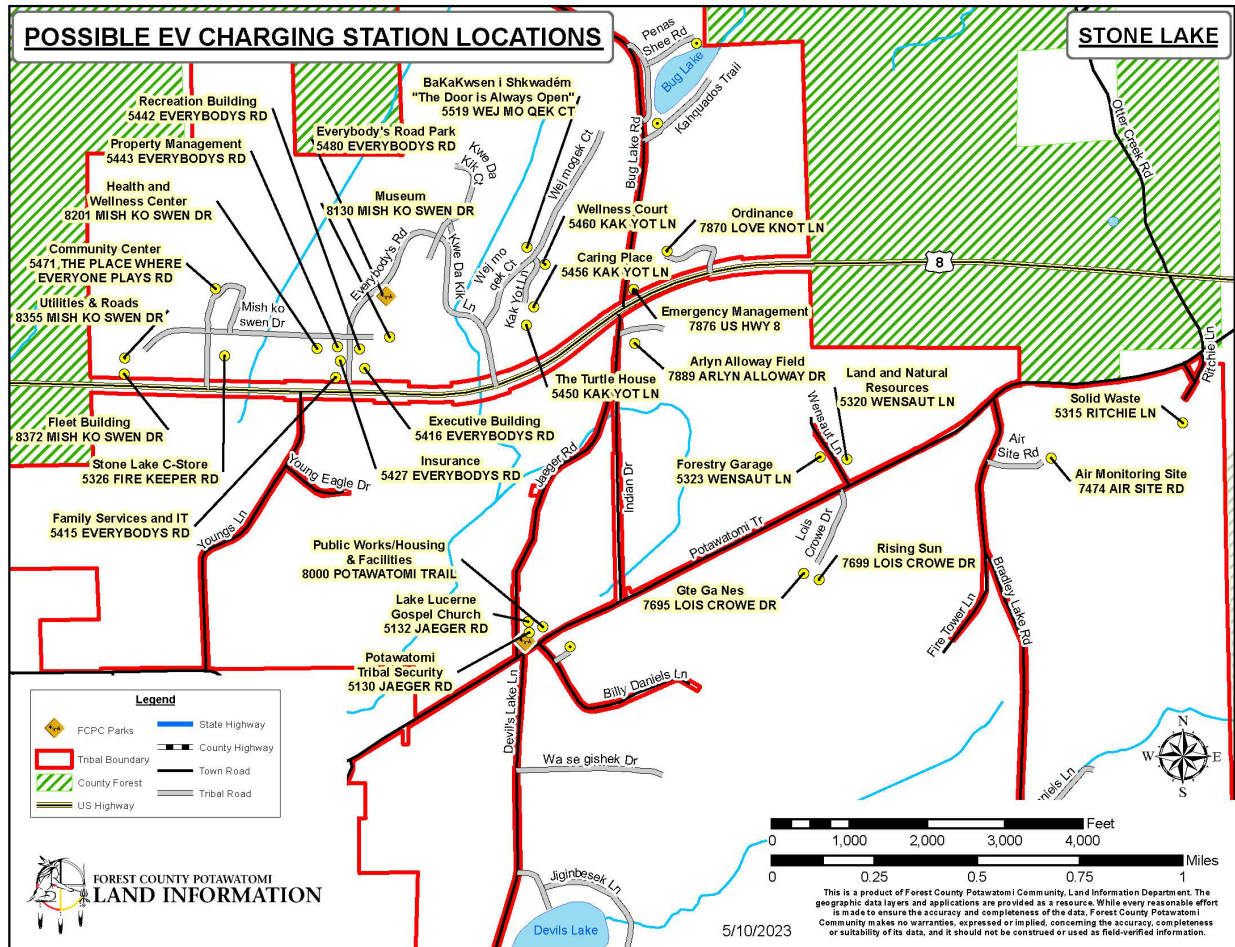 POSSIBLE EV CHARGING STATION LOCATIONS
STONE LAKE
Penas
Shee Rd
Bug Lake
Kahquados Trail
Bug Lake Rd
Otter Creek Rd
BaKaKwsen i Shkwadém
"The Door is Always Open"
5519 WEJ MO QEK CT
Recreation Building
5442 EVERYBODYS RD
Everybody's Road Park
5480 EVERYBODYS RD
Property Management
5443 EVERYBODYS RD
Kwe Da
Kik Ct
Wej mogek Ct
Health and
Wellness Center
8201 MISH KO SWEN DR
Museum
8130 MISH KO SWEN DR
Wellness Court
5460 KAK YOT LN
Ordinance
7870 LOVE KNOT LN
Community Center
5471 THE PLACE WHERE
EVERYONE PLAYS RD
Everybody's Rd
Kwe Da Kik Ln
Wej mo
qek Ct
Kak Yot Ln
Caring Place
5456 KAK YOT LN
8
Utilities & Roads
8355 MISH KO SWEN DR
Mish ko
swen Dr
Emergency Management
7876 US HWY 8
Arlyn Alloway Field
7889 ARLYN ALLOWAY DR
Land and Natural
Resources
5320 WENSAUT LN
Ritchie Ln
The Turtle House
5450 KAK YOT LN
Solid Waste
5315 RITCHIE LN
Fleet Building
8372 MISH KO SWEN DR
Executive Building
5416 EVERYBODYS RD
Wensaut Ln
Stone Lake C-Store
5326 FIRE KEEPER RD
Insurance
5427 EVERYBODYS RD
Young Eagle Dr
Jaeger Rd
Indian Dr
Forestry Garage
5323 WENSAUT LN
Air
Site Rd
Air Monitoring Site
7474 AIR SITE RD
Family Services and IT
5415 EVERYBODYS RD
Youngs Ln
Potawatomi Tr
Lois
Crowe Dr
Public Works/Housing
& Facilities
8000 POTAWATOMI TRAIL
Rising Sun
7699 LOIS CROWE DR
Gte Ga Nes
7695 LOIS CROWE DR
Lake Lucerne
Gospel Church
5132 JAEGER RD
Fire Tower Ln
Bradley Lake Rd
Potawatomi
Tribal Security
5130 JAEGER RD
Devil's Lake Ln
Billy Daniels Ln
Wa se gishek Dr
niels Ln
Legend
FCPC Parks
Tribal Boundary
County Forest
US Highway
State Highway
County Highway
Town Road
Tribal Road
N
W E
S
Feet
0 1,000 2,000 3,000 4,000
Miles
0 0.25 0.5 0.75 1
FOREST COUNTY POTAWATOMI
LAND INFORMATION
Jiginbesek Ln
Devils Lake
5/10/2023
This is a product of Forest County Potawatomi Community, Land Information Department. The
geographic data layers and applications are provided as a resource. While every reasonable effort
is made to ensure the accuracy and completeness of the data, Forest County Potawatomi
Community makes no warranties, expressed or implied, concerning the accuracy, completeness
or suitability of its data, and it should not be construed or used as field-verified information.